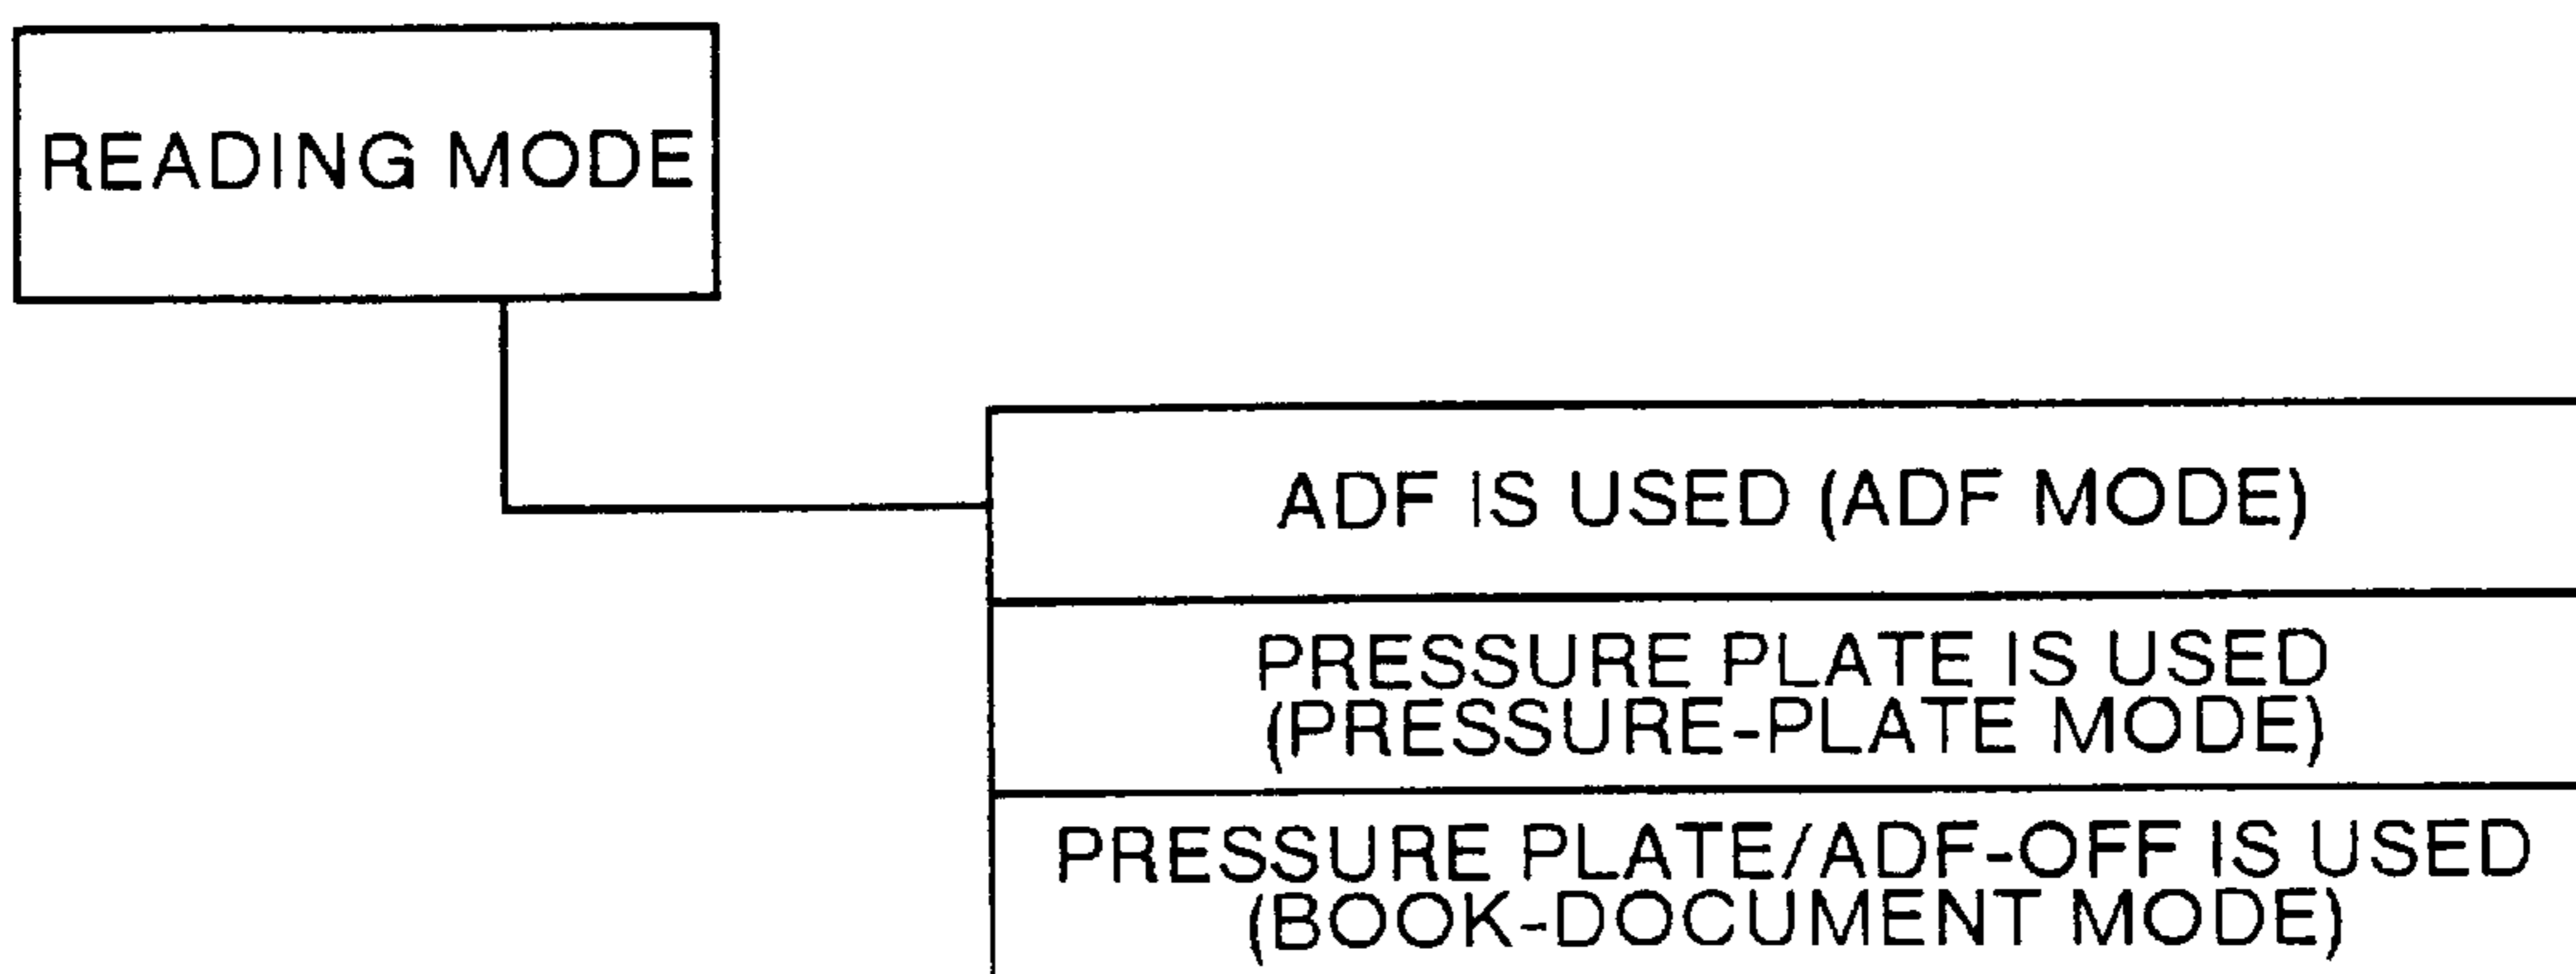 READING MODE
ADF IS USED (ADF MODE)
PRESSURE PLATE IS USED
(PRESSURE-PLATE MODE)
PRESSURE PLATE/ADF-OFF IS USED
(BOOK-DOCUMENT MODE)